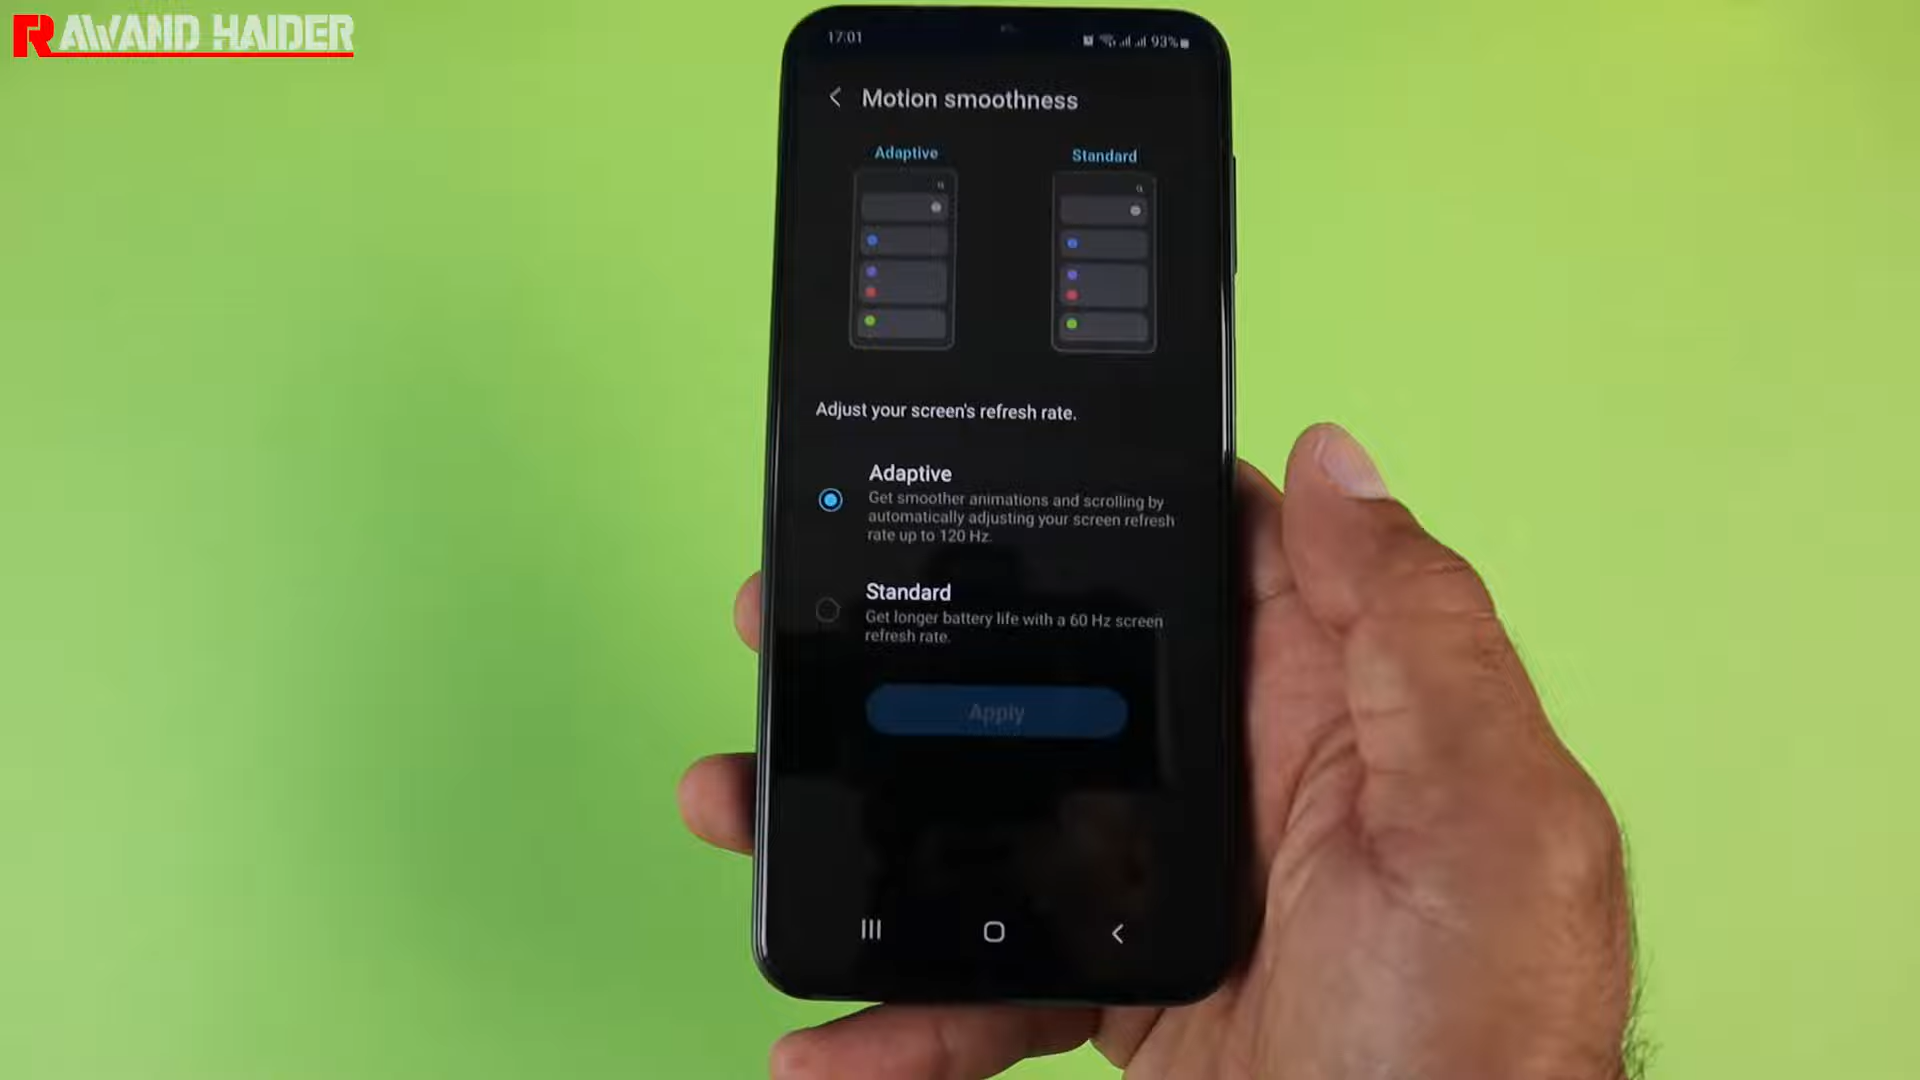 RAWAND HAIDER
17:01
93%
Motion smoothness
Adaptive
Standard
Adjust your screen's refresh rate.
Adaptive
Get smoother animations and scrolling by
automatically adjusting your screen refresh
rate up to 120 Hz.
Standard
Get longer battery life with a 60 Hz screen
refresh rate.
Apply